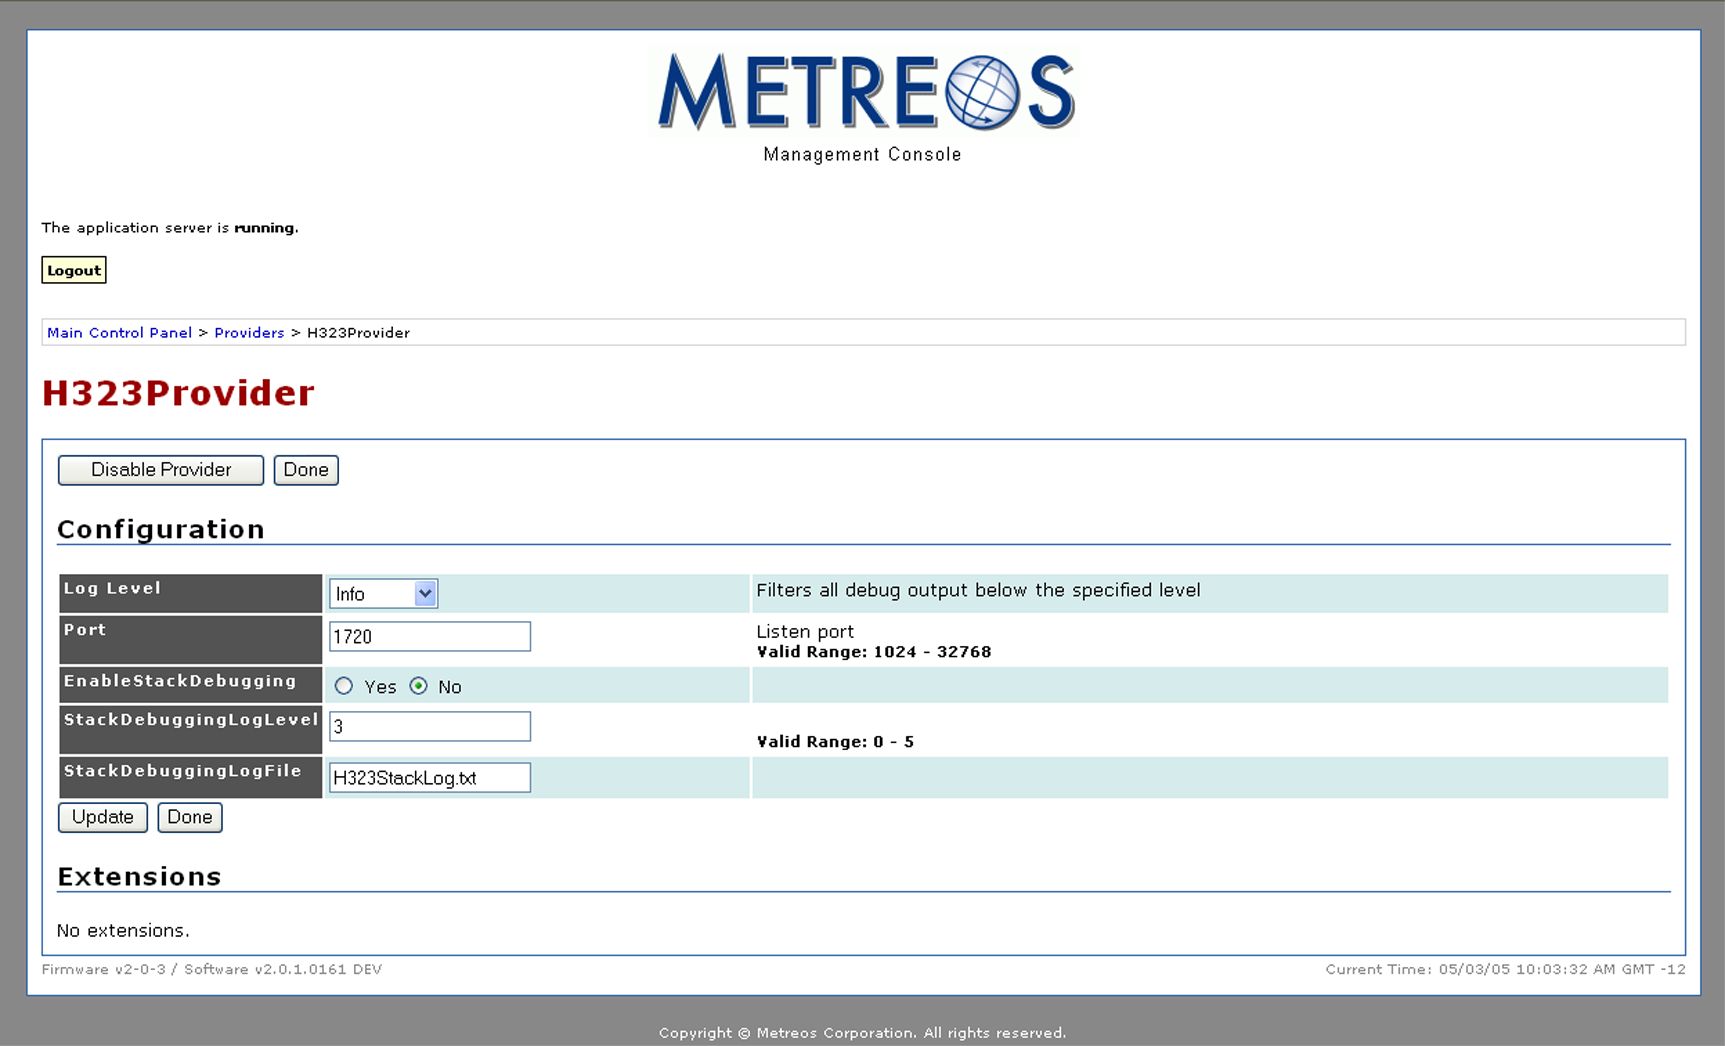 METREOS
Management Console
The application server is running.
Logout
Main Control Panel > Providers > H323Provider
H323Provider
Disable Provider Done
Configuration
Log Level Info Filters all debug output below the specified level
Port 1720 Listen port
Valid Range: 1024 - 32768
EnableStackDebugging Yes No
StackDebuggingLogLevel 3
Valid Range: 0 - 5
StackDebuggingLogFile H323StackLog.txt
Update Done
Extensions
No extensions.
Firmware v2-0-3 / Software v2.0.1.0161 DEV Current Time: 05/03/05 10:03:32 AM GMT -12
Copyright © Metreos Corporation. All rights reserved.